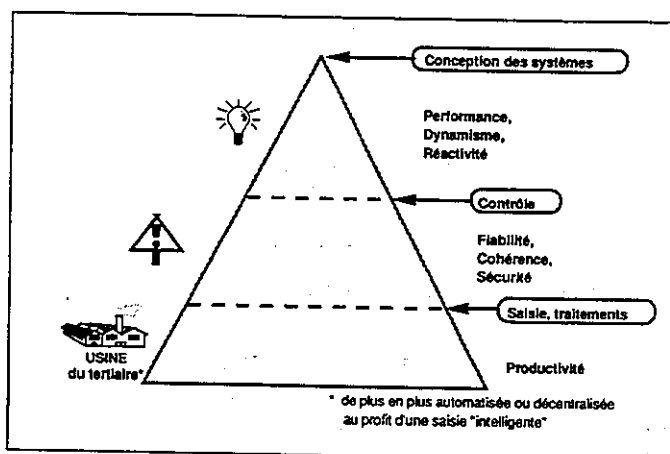 Conception des systèmes
Performance,
Dynamisme,
Réactivité
Contrôle
Fiabilité,
Cohérence,
Sécurité
Saisie, traitements
USINE
du tertiaire*
Productivité
* de plus en plus automatisée ou décentralisée
au profit d'une saisie "intelligente"